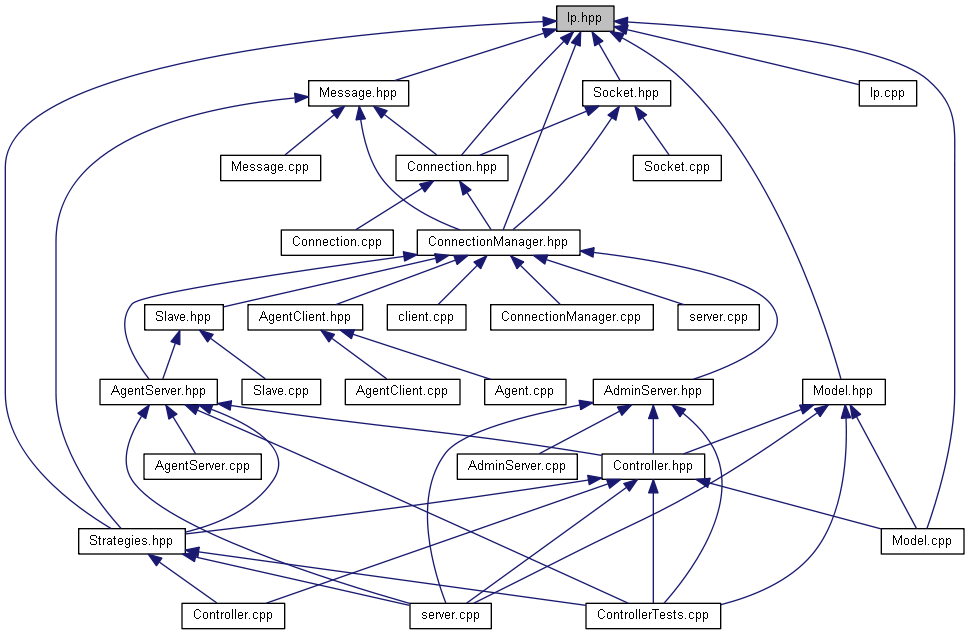 Ip.hpp
Message.hpp
Socket.hpp
Ip.cpp
Message.cpp
Connection.hpp
Socket.cpp
Connection.cpp
ConnectionManager.hpp
Slave.hpp
AgentClient.hpp
client.cpp
ConnectionManager.cpp
server.cpp
AgentServer.hpp
Slave.cpp
AgentClient.cpp
Agent.cpp
AdminServer.hpp
Model.hpp
AgentServer.cpp
AdminServer.cpp
Controller.hpp
Strategies.hpp
Model.cpp
Controller.cpp
server.cpp
ControllerTests.cpp